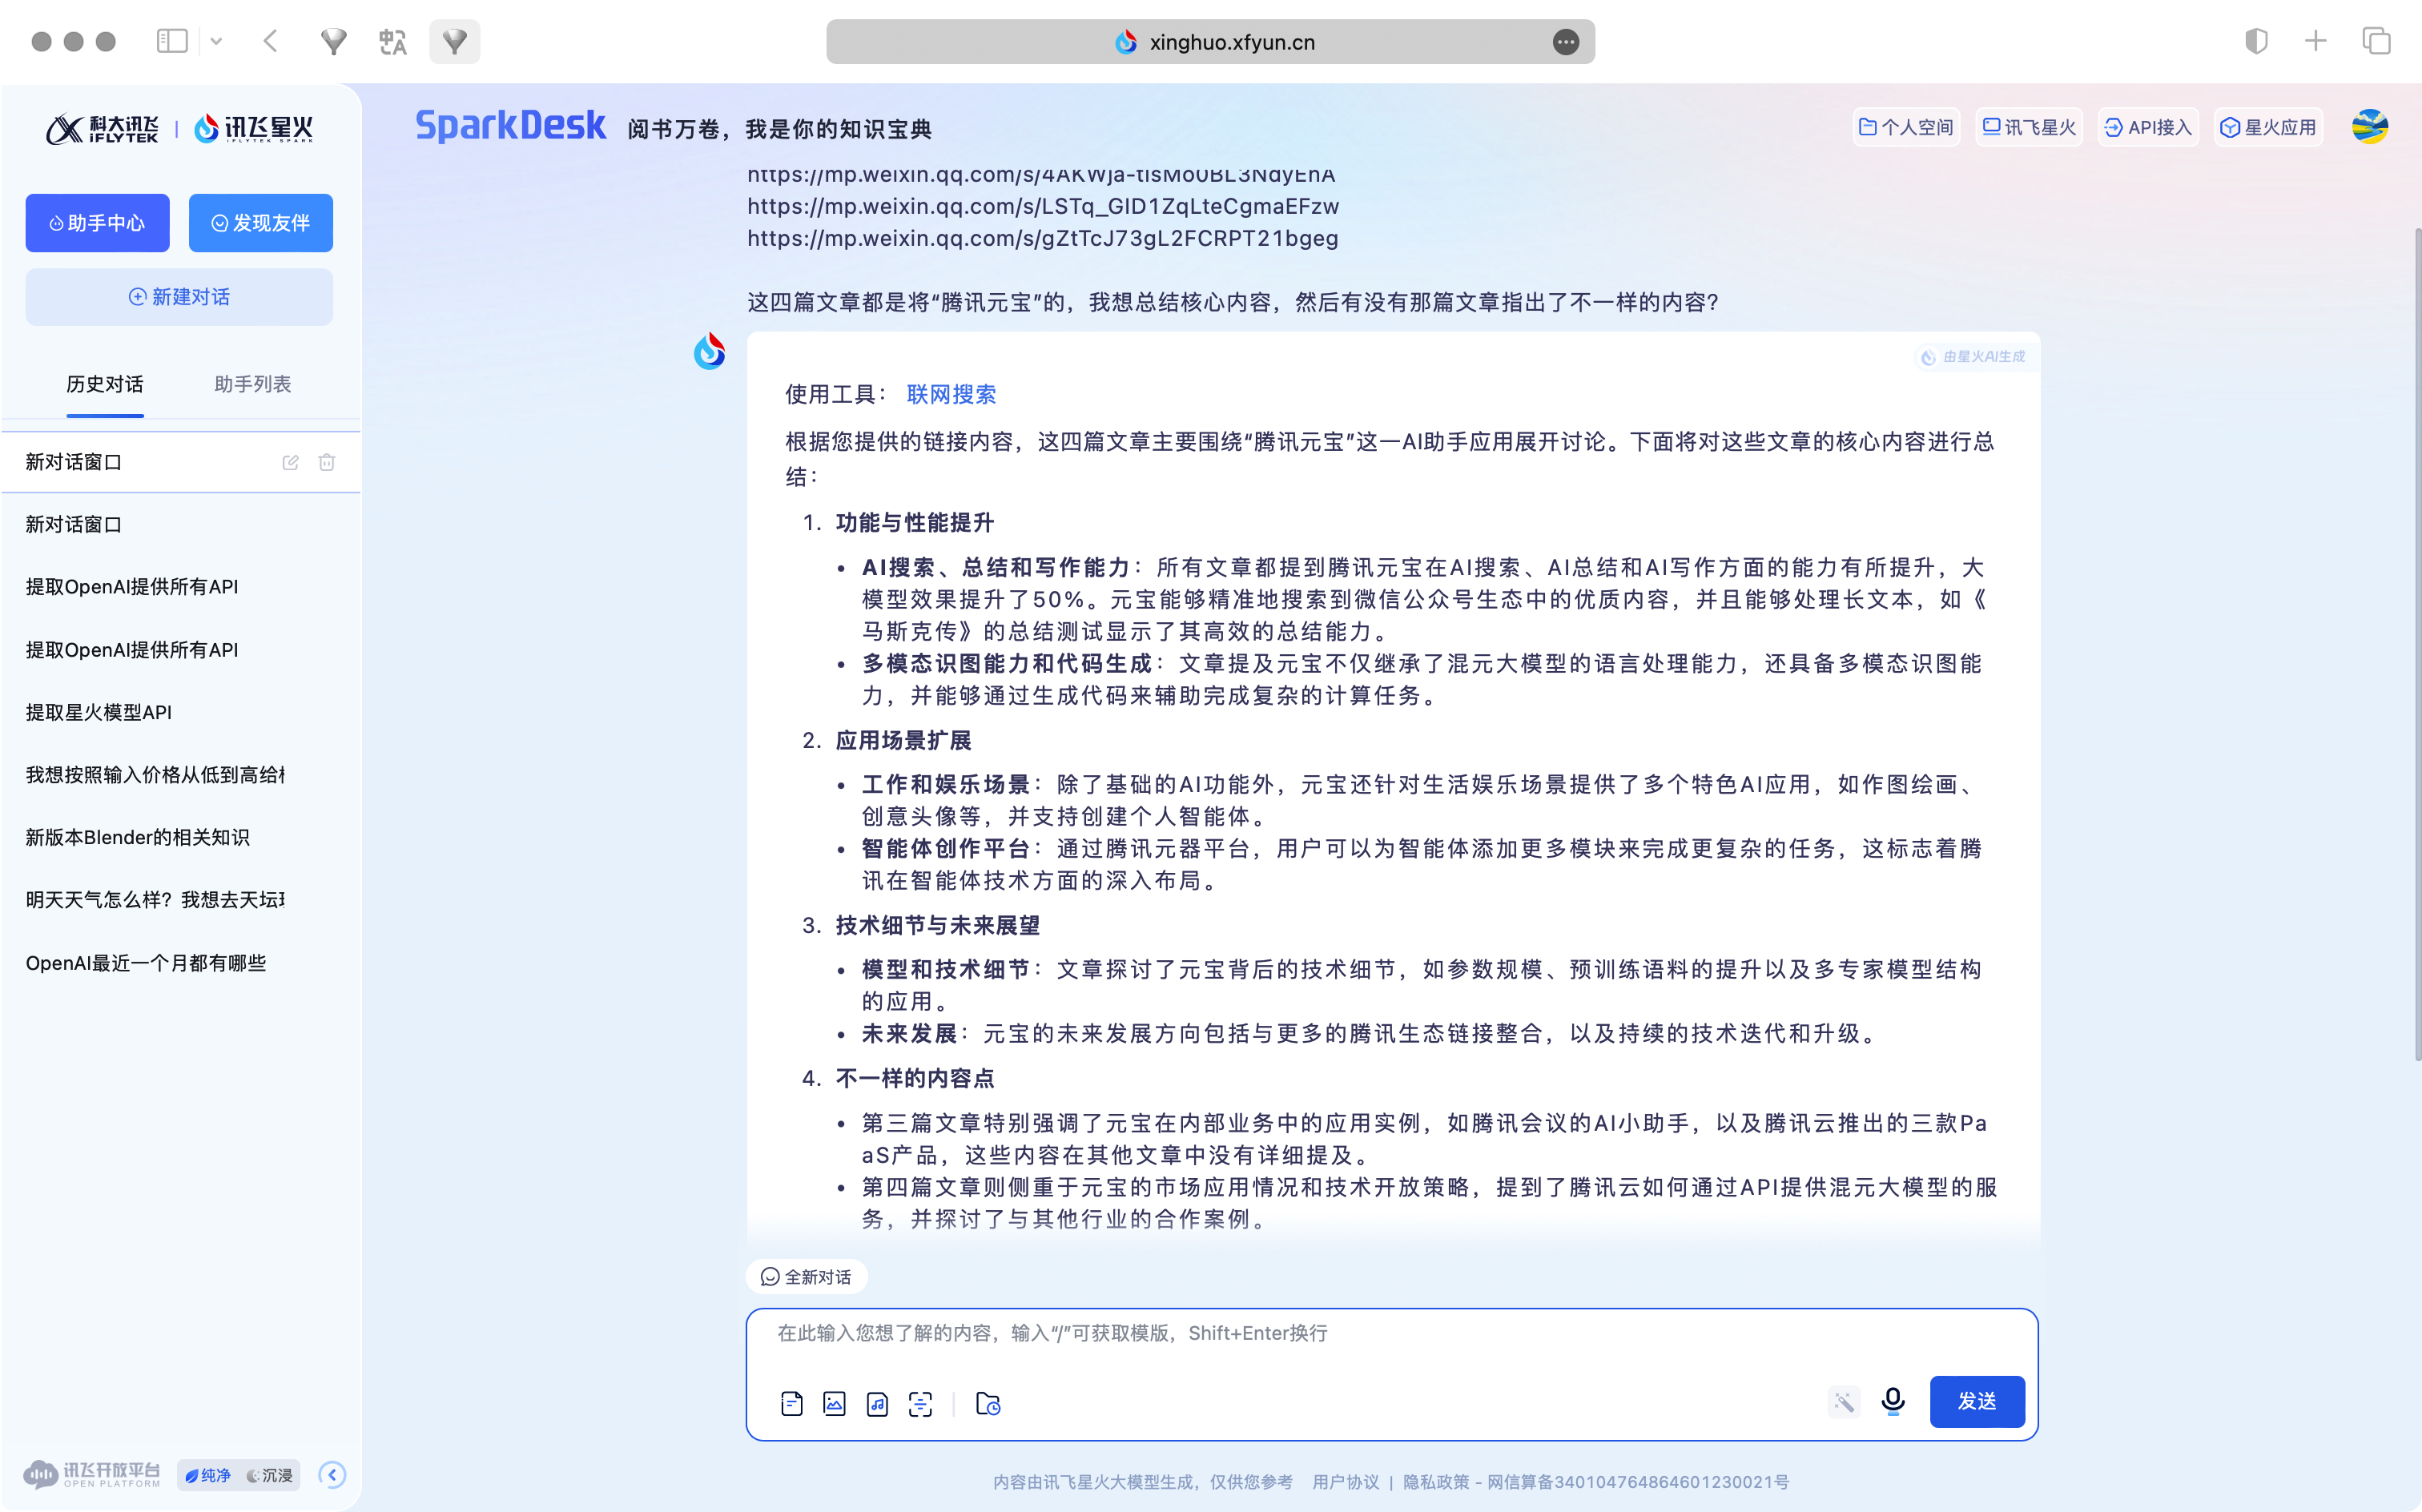 xinghuo.xfyun.cn
科大讯飞
iFLYTEK
讯飞星火
IFLYTEK SPARK
助手中心
发现友伴
新建对话
历史对话
助手列表
新对话窗口
新对话窗口
提取OpenAI提供所有API
提取OpenAI提供所有API
提取星火模型API
我想按照输入价格从低到高给
新版本Blender的相关知识
明天天气怎么样？我想去天坛
OpenAI最近一个月都有哪些
讯飞开放平台
OPEN PLATFORM
纯净
沉浸
SparkDesk
阅书万卷，我是你的知识宝典
个人空间
讯飞星火
API接入
星火应用
https://mp.weixin.qq.com/s/LSTq_GID1ZqLteCgmaEFzw
https://mp.weixin.qq.com/s/gZtTcJ73gL2FCRPT21bgeg
这四篇文章都是将“腾讯元宝”的，我想总结核心内容，然后有没有那篇文章指出了不一样的内容？
由星火AI生成
使用工具： 联网搜索
根据您提供的链接内容，这四篇文章主要围绕“腾讯元宝”这一AI助手应用展开讨论。下面将对这些文章的核心内容进行总
结：
1. 功能与性能提升
• AI搜索、总结和写作能力：所有文章都提到腾讯元宝在AI搜索、AI总结和AI写作方面的能力有所提升，大
模型效果提升了50%。元宝能够精准地搜索到微信公众号生态中的优质内容，并且能够处理长文本，如《
马斯克传》的总结测试显示了其高效的总结能力。
• 多模态识图能力和代码生成：文章提及元宝不仅继承了混元大模型的语言处理能力，还具备多模态识图能
力，并能够通过生成代码来辅助完成复杂的计算任务。
2. 应用场景扩展
• 工作和娱乐场景：除了基础的AI功能外，元宝还针对生活娱乐场景提供了多个特色AI应用，如作图绘画、
创意头像等，并支持创建个人智能体。
• 智能体创作平台：通过腾讯元器平台，用户可以为智能体添加更多模块来完成更复杂的任务，这标志着腾
讯在智能体技术方面的深入布局。
3. 技术细节与未来展望
• 模型和技术细节：文章探讨了元宝背后的技术细节，如参数规模、预训练语料的提升以及多专家模型结构
的应用。
• 未来发展：元宝的未来发展方向包括与更多的腾讯生态链接整合，以及持续的技术迭代和升级。
4. 不一样的内容点
• 第三篇文章特别强调了元宝在内部业务中的应用实例，如腾讯会议的AI小助手，以及腾讯云推出的三款Pa
aS产品，这些内容在其他文章中没有详细提及。
• 第四篇文章则侧重于元宝的市场应用情况和技术开放策略，提到了腾讯云如何通过API提供混元大模型的服
务，并探讨了与其他行业的合作案例。
全新对话
在此输入您想了解的内容，输入“/”可获取模版，Shift+Enter换行
发送
内容由讯飞星火大模型生成，仅供您参考 用户协议 | 隐私政策 - 网信算备340104764864601230021号